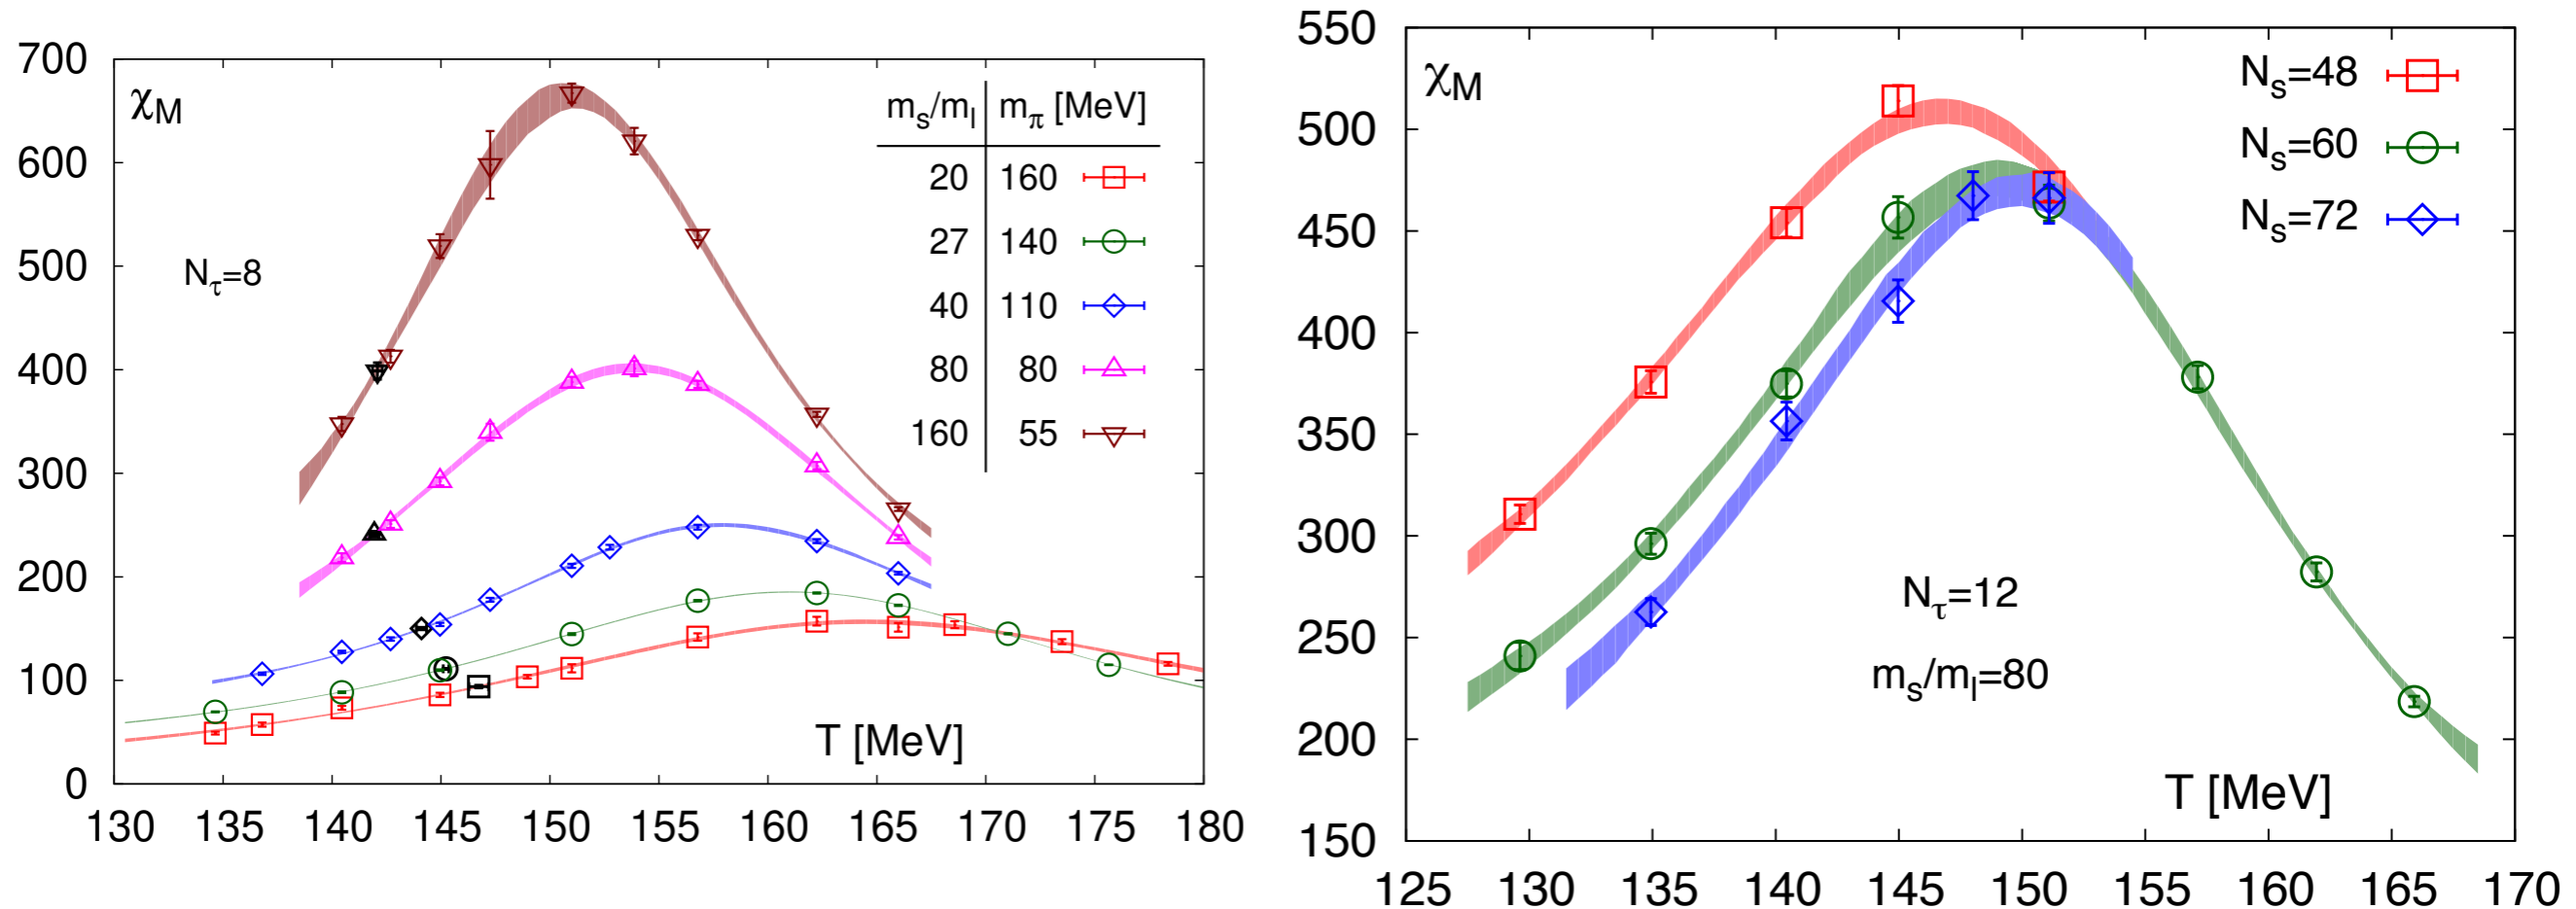 χM
Nτ=8
ms/ml mπ [MeV]
20 160
27 140
40 110
80 80
160 55
T [MeV]
700
600
500
400
300
200
100
0
130 135 140 145 150 155 160 165 170 175 180
χM
Ns=48
Ns=60
Ns=72
Nτ=12
ms/ml=80
T [MeV]
550
500
450
400
350
300
250
200
150
125 130 135 140 145 150 155 160 165 170